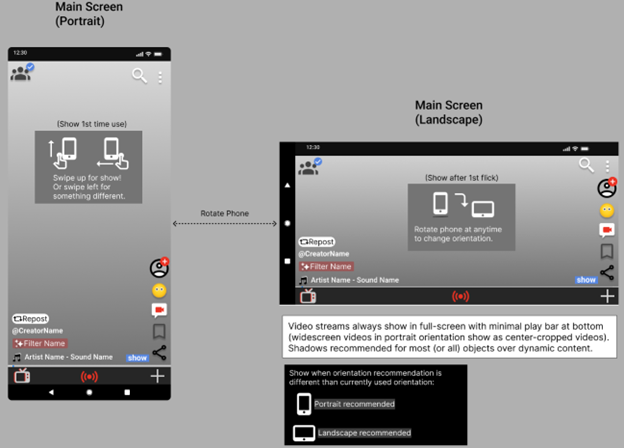 Main Screen
(Portrait)
12:30
(Show 1st time use)
Swipe up for show!
Or swipe left for
something different.
Repost
@CreatorName
Filter Name
Artist Name - Sound Name
show
Rotate Phone
Main Screen
(Landscape)
12:30
(Show after 1st flick)
Rotate phone at anytime
to change orientation.
Repost
@CreatorName
Filter Name
Artist Name - Sound Name
show
Video streams always show in full-screen with minimal play bar at bottom
(widescreen videos in portrait orientation show as center-cropped videos).
Shadows recommended for most (or all) objects over dynamic content.
Show when orientation recommendation is
different than currently used orientation:
Portrait recommended
Landscape recommended